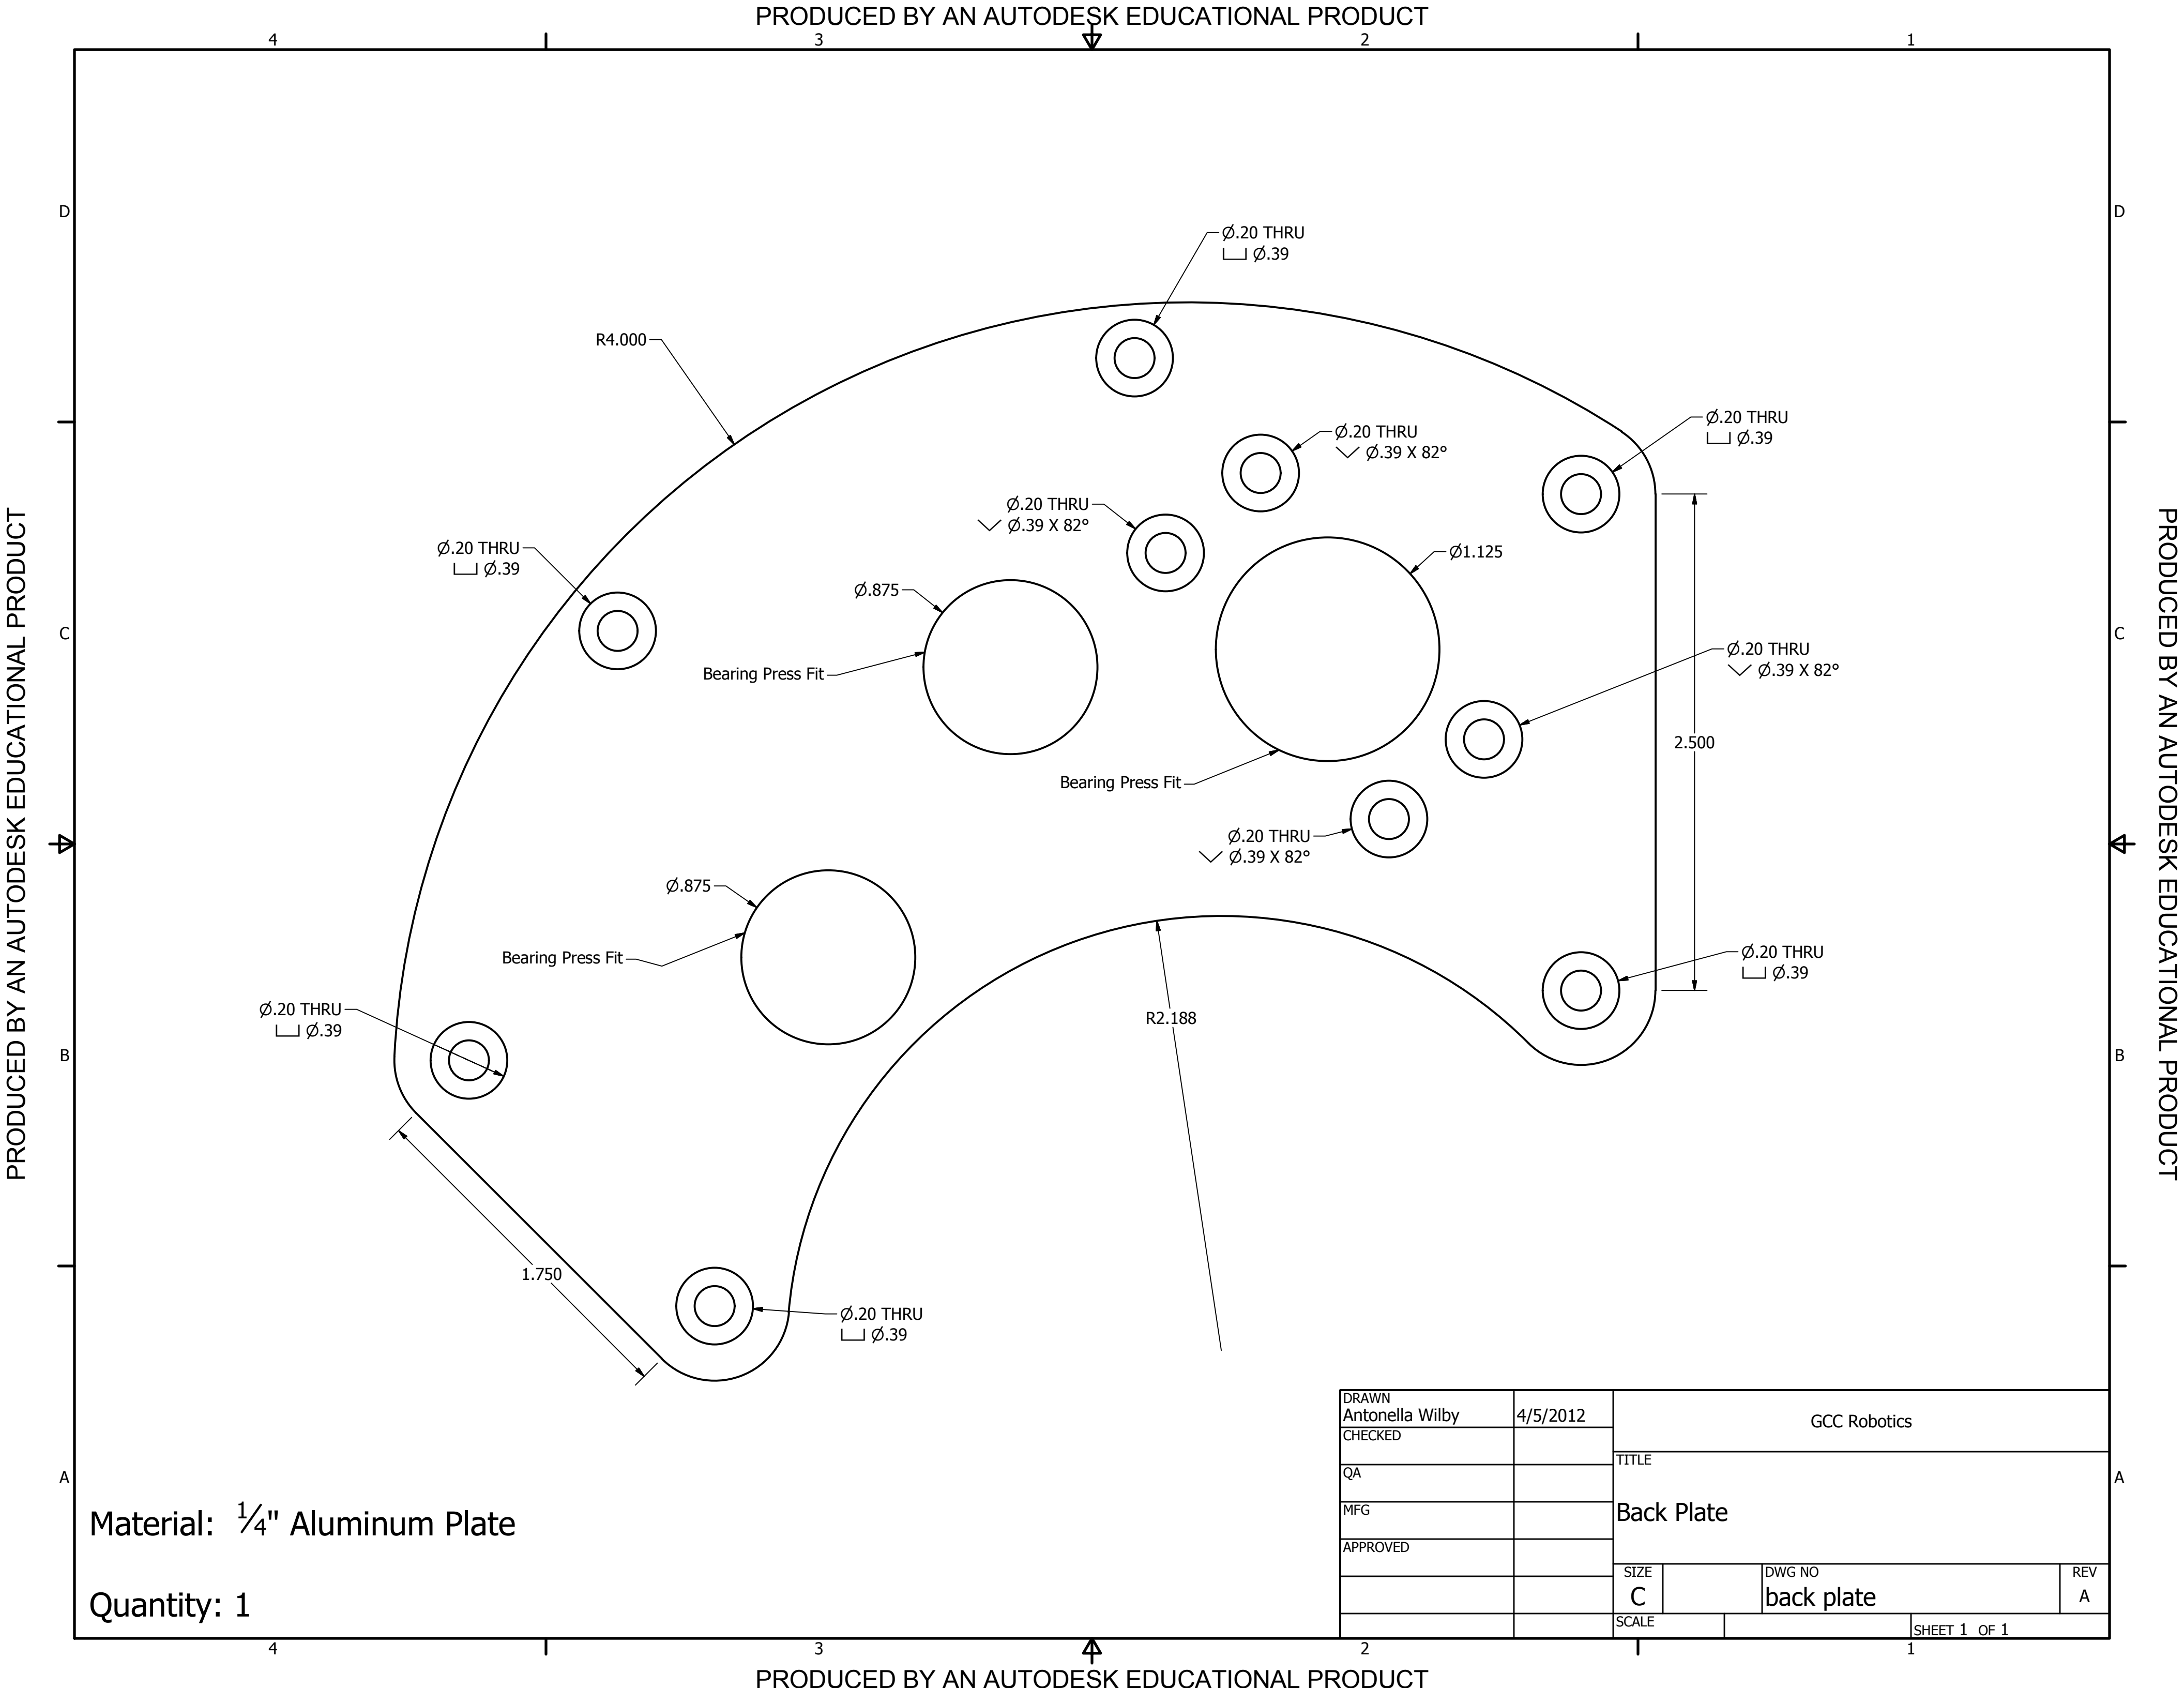 PRODUCED BY AN AUTODESK EDUCATIONAL PRODUCT
4 3 2 1
D D
Ø.20 THRU
⌴ Ø.39
R4.000
Ø.20 THRU
⌴ Ø.39
Ø.20 THRU
⌵ Ø.39 X 82°
Ø.20 THRU
⌵ Ø.39 X 82°
Ø.20 THRU
⌴ Ø.39
Ø1.125
Ø.875
C C
Bearing Press Fit
Ø.20 THRU
⌵ Ø.39 X 82°
2.500
Bearing Press Fit
Ø.20 THRU
⌵ Ø.39 X 82°
Ø.875
Bearing Press Fit
Ø.20 THRU
⌴ Ø.39
Ø.20 THRU
⌴ Ø.39
R2.188
B B
1.750
Ø.20 THRU
⌴ Ø.39
A A
Material: ¼" Aluminum Plate
Quantity: 1
DRAWN
Antonella Wilby 4/5/2012
CHECKED
QA
MFG
APPROVED
GCC Robotics
TITLE
Back Plate
SIZE
C
DWG NO
back plate
REV
A
SCALE
SHEET 1 OF 1
4 3 2 1
PRODUCED BY AN AUTODESK EDUCATIONAL PRODUCT
PRODUCED BY AN AUTODESK EDUCATIONAL PRODUCT
PRODUCED BY AN AUTODESK EDUCATIONAL PRODUCT